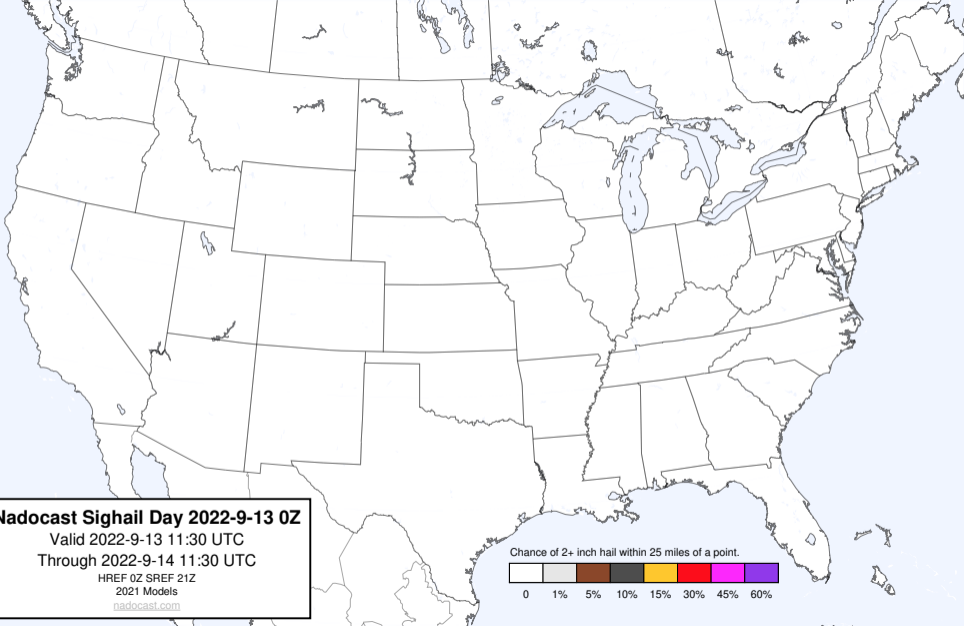 Nadocast Sighail Day 2022-9-13 0Z
Valid 2022-9-13 11:30 UTC
Through 2022-9-14 11:30 UTC
HREF 0Z SREF 21Z
2021 Models
nadocast.com
Chance of 2+ inch hail within 25 miles of a point.
0 1% 5% 10% 15% 30% 45% 60%